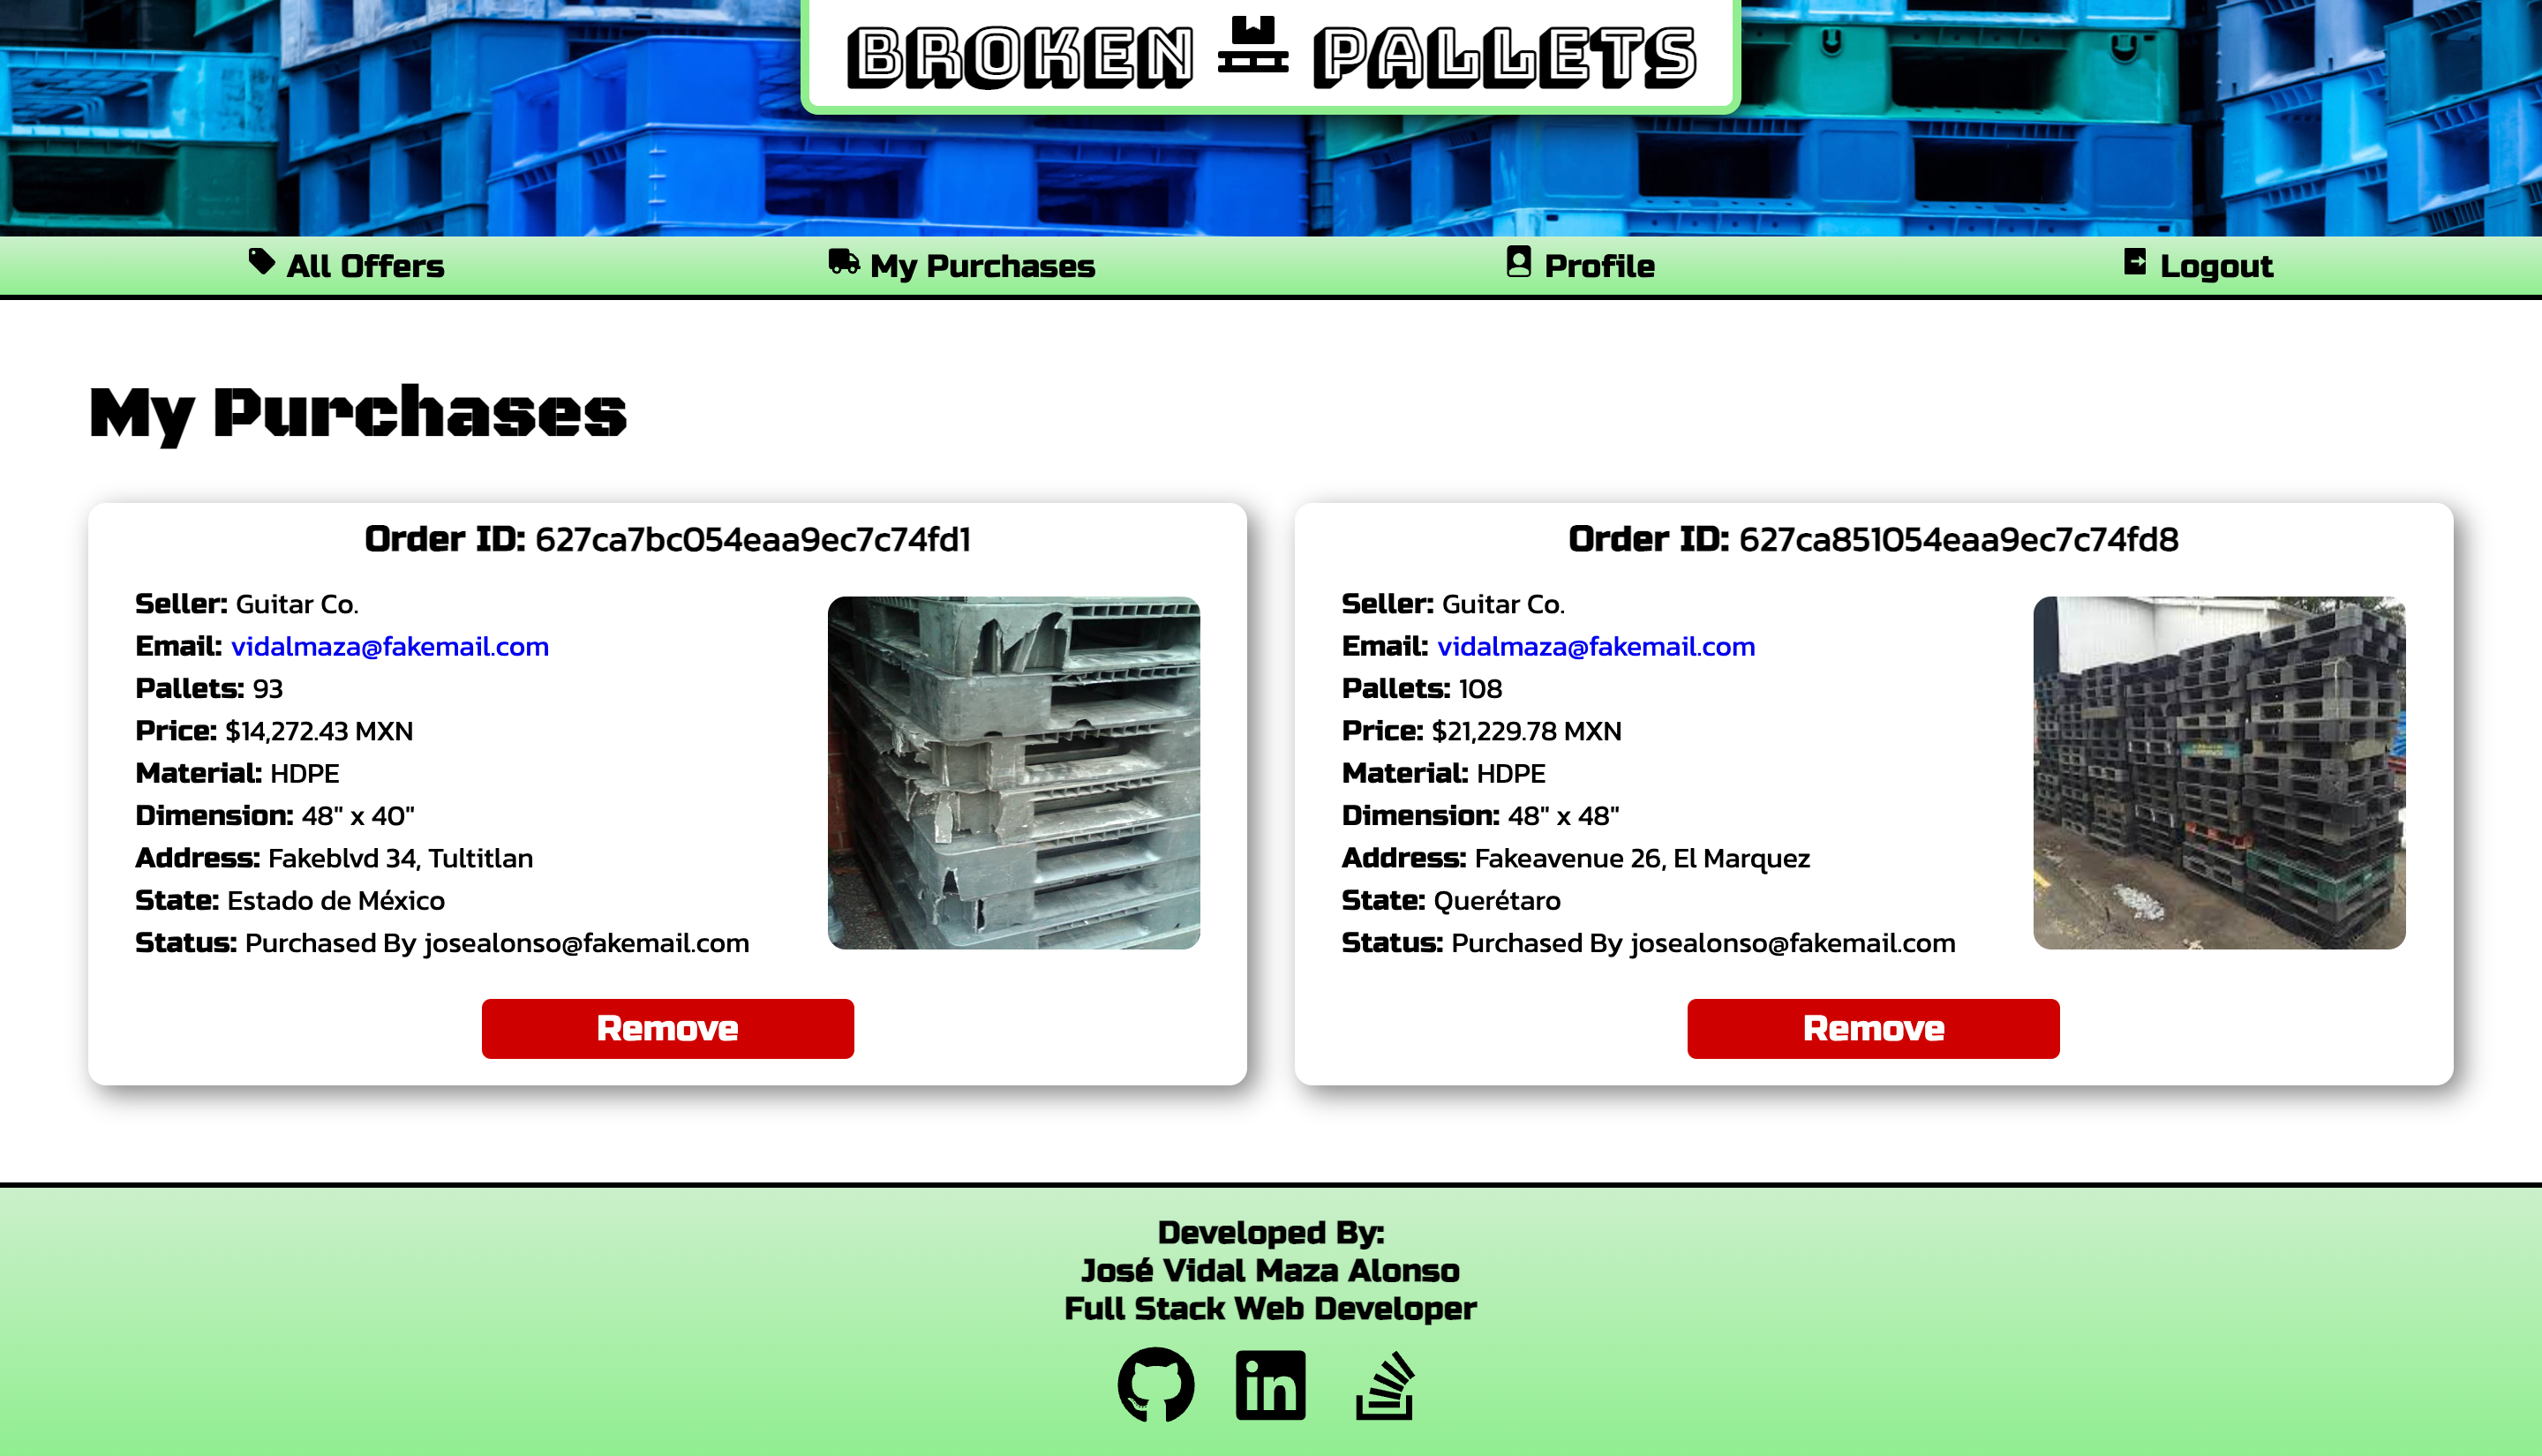 BROKEN PALLETS
All Offers My Purchases Profile Logout
My Purchases
Order ID: 627ca7bc054eaa9ec7c74fd1
Seller: Guitar Co.
Email: vidalmaza@fakemail.com
Pallets: 93
Price: $14,272.43 MXN
Material: HDPE
Dimension: 48" x 40"
Address: Fakeblvd 34, Tultitlan
State: Estado de México
Status: Purchased By josealonso@fakemail.com
Remove
Order ID: 627ca851054eaa9ec7c74fd8
Seller: Guitar Co.
Email: vidalmaza@fakemail.com
Pallets: 108
Price: $21,229.78 MXN
Material: HDPE
Dimension: 48" x 48"
Address: Fakeavenue 26, El Marquez
State: Querétaro
Status: Purchased By josealonso@fakemail.com
Remove
Developed By:
José Vidal Maza Alonso
Full Stack Web Developer
in